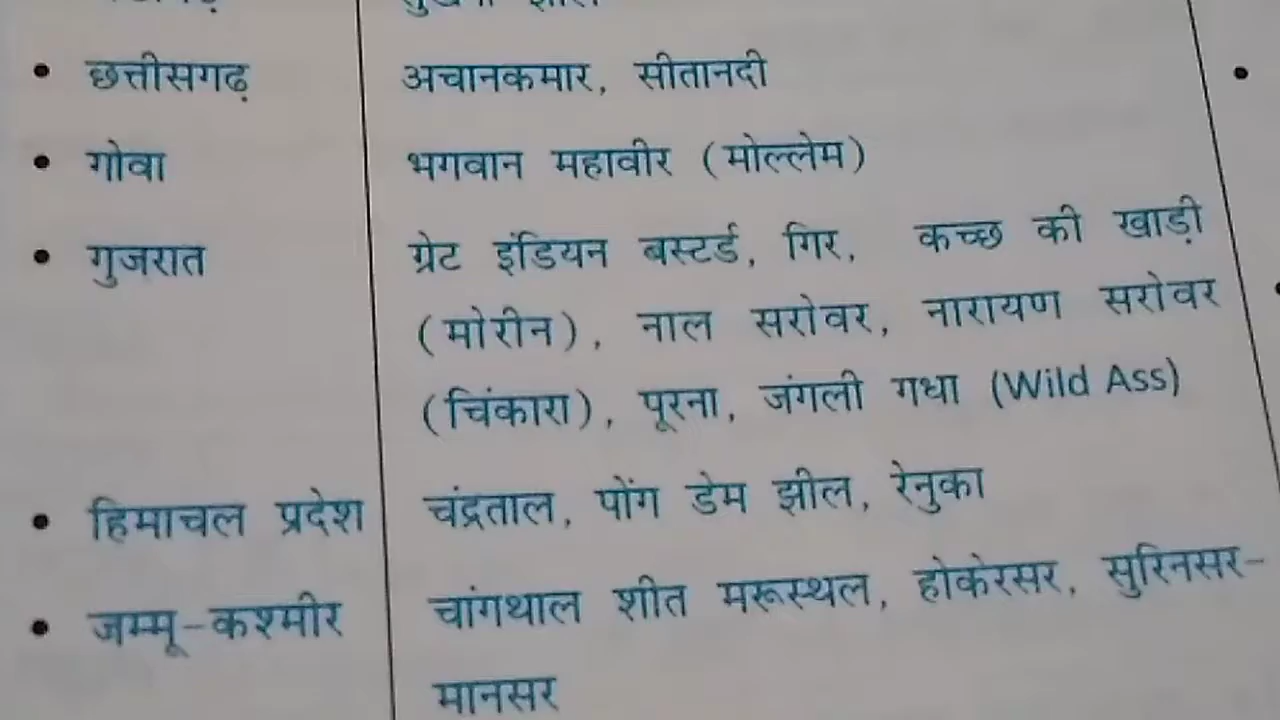 • छत्तीसगढ़ अचानकमार, सीतानदी
• गोवा भगवान महावीर (मोल्लेम)
• गुजरात ग्रेट इंडियन बस्टर्ड, गिर, कच्छ की खाड़ी
(मोरीन), नाल सरोवर, नारायण सरोवर
(चिंकारा), पूरना, जंगली गधा (Wild Ass)
• हिमाचल प्रदेश चंद्रताल, पोंग डेम झील, रेनुका
• जम्मू-कश्मीर चांगथाल शीत मरूस्थल, होकेरसर, सुरिनसर-
मानसर